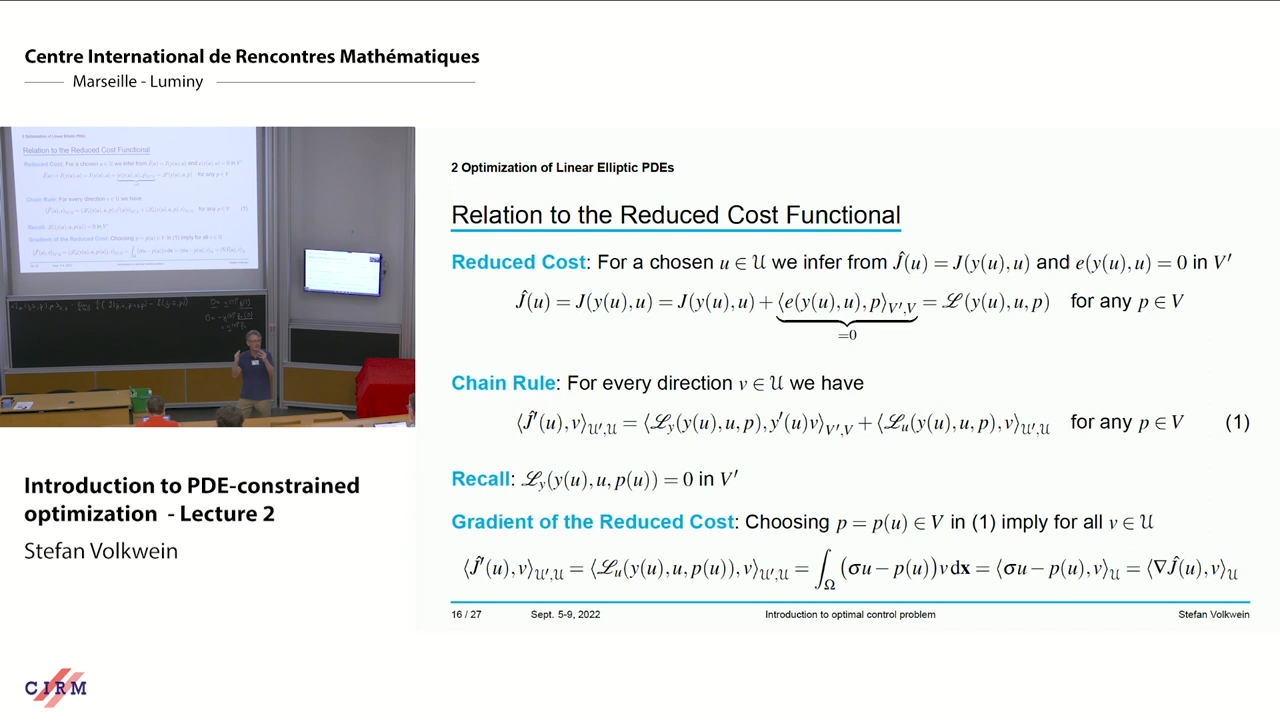 Centre International de Rencontres Mathématiques
Marseille - Luminy
2 Optimization of Linear Elliptic PDEs
Relation to the Reduced Cost Functional
Reduced Cost: For a chosen u ∈ 𝒰 we infer from Ĵ(u) = J(y(u),u) and e(y(u),u) = 0 in V′
Ĵ(u) = J(y(u),u) = J(y(u),u) + ⟨e(y(u),u), p⟩_{V′,V} = ℒ(y(u),u,p) for any p ∈ V
=0
Chain Rule: For every direction v ∈ 𝒰 we have
⟨Ĵ′(u),v⟩_{𝒰′,𝒰} = ⟨ℒ_y(y(u),u,p), y′(u)v⟩_{V′,V} + ⟨ℒ_u(y(u),u,p),v⟩_{𝒰′,𝒰} for any p ∈ V (1)
Recall: ℒ_y(y(u),u,p(u)) = 0 in V′
Gradient of the Reduced Cost: Choosing p = p(u) ∈ V in (1) imply for all v ∈ 𝒰
⟨Ĵ′(u),v⟩_{𝒰′,𝒰} = ⟨ℒ_u(y(u),u,p(u)),v⟩_{𝒰′,𝒰} = ∫_Ω (σu − p(u))v dx = ⟨σu − p(u),v⟩_𝒰 = ⟨∇Ĵ(u),v⟩_𝒰
16 / 27 Sept. 5-9, 2022 Introduction to optimal control problem Stefan Volkwein
Introduction to PDE-constrained
optimization - Lecture 2
Stefan Volkwein
CIRM